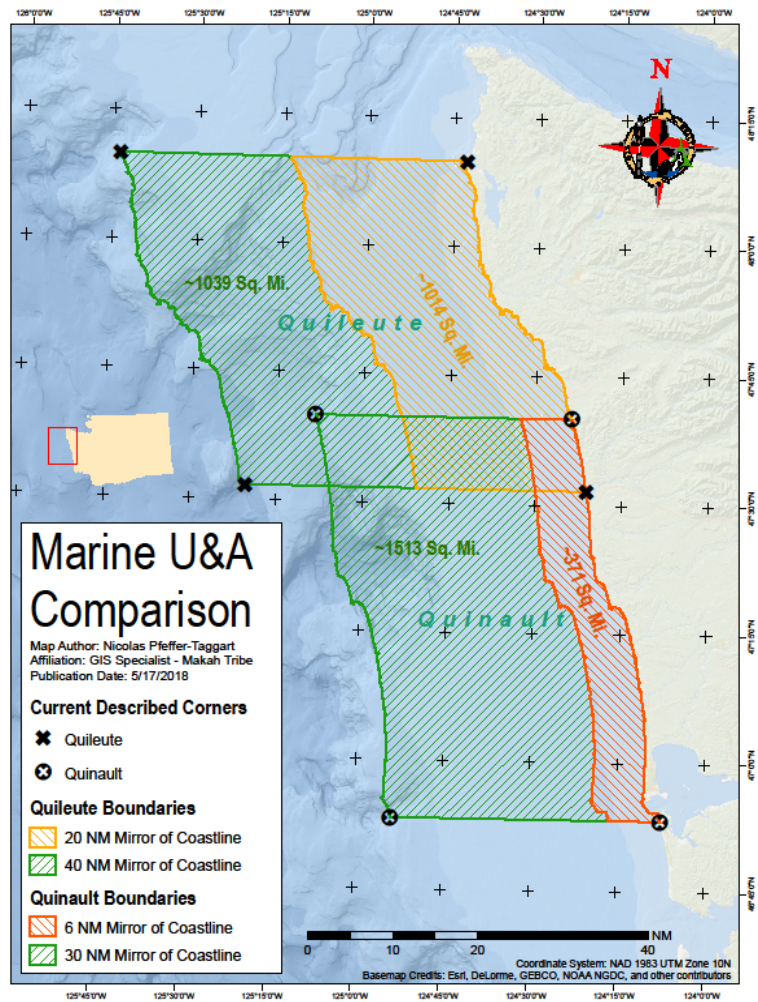 126°0'0"W 125°45'0"W 125°30'0"W 125°15'0"W 125°0'0"W 124°45'0"W 124°30'0"W 124°15'0"W 124°0'0"W
N
48°15'0"N
48°0'0"N
~1039 Sq. Mi.
~1014 Sq. Mi.
Quileute
47°45'0"N
47°30'0"N
Marine U&A
Comparison
Map Author: Nicolas Pfeffer-Taggart
Affiliation: GIS Specialist - Makah Tribe
Publication Date: 5/17/2018
Current Described Corners
Quileute
Quinault
Quileute Boundaries
20 NM Mirror of Coastline
40 NM Mirror of Coastline
Quinault Boundaries
6 NM Mirror of Coastline
30 NM Mirror of Coastline
~1513 Sq. Mi.
~371 Sq. Mi.
Quinault
47°15'0"N
47°0'0"N
46°45'0"N
NM
0 10 20 40
Coordinate System: NAD 1983 UTM Zone 10N
Basemap Credits: Esri, DeLorme, GEBCO, NOAA NGDC, and other contributors
125°45'0"W 125°30'0"W 125°15'0"W 125°0'0"W 124°45'0"W 124°30'0"W 124°15'0"W